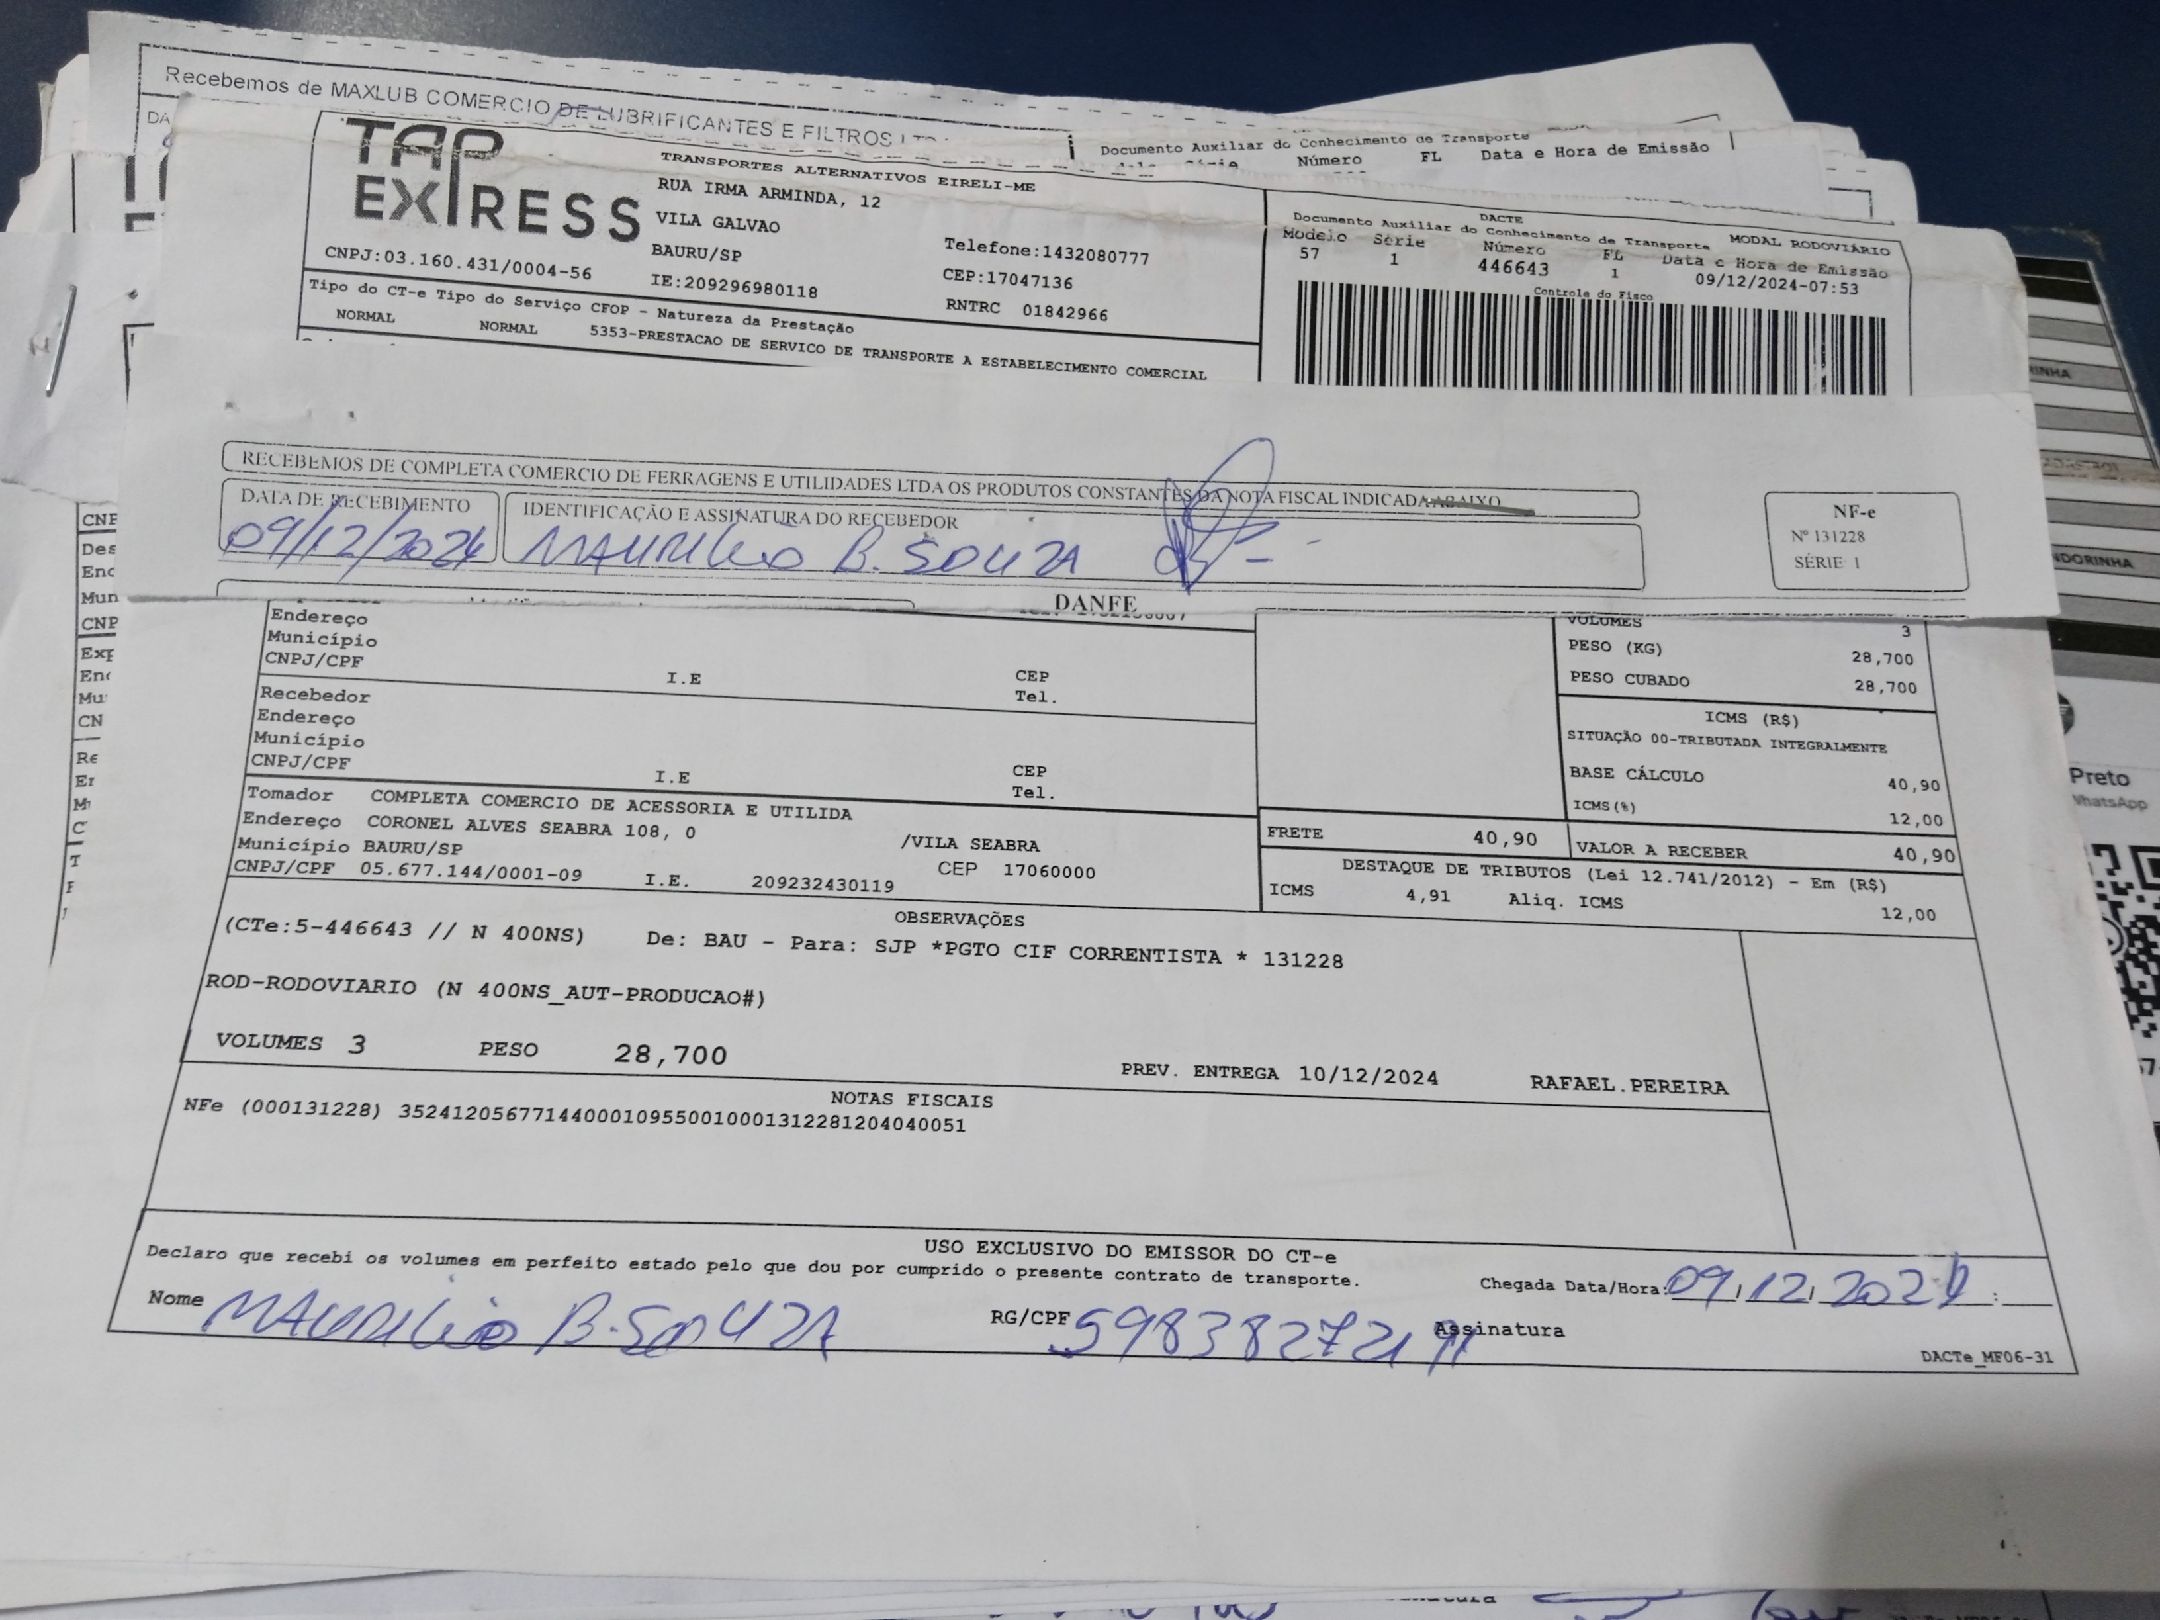 Recebemos de MAXLUB COMERCIO DE LUBRIFICANTES E FILTROS
DA
Documento Auxiliar do Conhecimento de Transporte
Série Número FL Data e Hora de Emissão
TAP EXPRESS
TRANSPORTES ALTERNATIVOS EIRELI-ME
RUA IRMA ARMINDA, 12
VILA GALVAO
BAURU/SP Telefone:1432080777
CNPJ:03.160.431/0004-56 IE:209296980118 CEP:17047136
RNTRC 01842966
DACTE
Documento Auxiliar do Conhecimento de Transporte MODAL RODOVIÁRIO
Modelo Série Número FL Data e Hora de Emissão
57 1 446643 1 09/12/2024-07:53
Controle do Fisco
Tipo do CT-e Tipo do Serviço CFOP - Natureza da Prestação
NORMAL NORMAL 5353-PRESTACAO DE SERVICO DE TRANSPORTE A ESTABELECIMENTO COMERCIAL
RECEBEMOS DE COMPLETA COMERCIO DE FERRAGENS E UTILIDADES LTDA OS PRODUTOS CONSTANTES DA NOTA FISCAL INDICADA ABAIXO
DATA DE RECEBIMENTO IDENTIFICAÇÃO E ASSINATURA DO RECEBEDOR
09/12/2024 MAURILIO B. SOUZA
NF-e
Nº 131228
SÉRIE 1
DANFE
Endereço
Município
CNPJ/CPF I.E CEP
Recebedor Tel.
Endereço
Município
CNPJ/CPF I.E CEP
Tel.
Tomador COMPLETA COMERCIO DE ACESSORIA E UTILIDA
Endereço CORONEL ALVES SEABRA 108, 0 /VILA SEABRA
Município BAURU/SP CEP 17060000
CNPJ/CPF 05.677.144/0001-09 I.E. 209232430119
VOLUMES 3
PESO (KG) 28,700
PESO CUBADO 28,700
ICMS (R$)
SITUAÇÃO 00-TRIBUTADA INTEGRALMENTE
BASE CÁLCULO 40,90
ICMS(%) 12,00
FRETE 40,90 VALOR A RECEBER 40,90
DESTAQUE DE TRIBUTOS (Lei 12.741/2012) - Em (R$)
ICMS 4,91 Aliq. ICMS 12,00
OBSERVAÇÕES
(CTe:5-446643 // N 400NS) De: BAU - Para: SJP *PGTO CIF CORRENTISTA * 131228
ROD-RODOVIARIO (N 400NS_AUT-PRODUCAO#)
VOLUMES 3 PESO 28,700 PREV. ENTREGA 10/12/2024 RAFAEL.PEREIRA
NOTAS FISCAIS
NFe (000131228) 35241205677144000109550010001312281204040051
USO EXCLUSIVO DO EMISSOR DO CT-e
Declaro que recebi os volumes em perfeito estado pelo que dou por cumprido o presente contrato de transporte.
Chegada Data/Hora: 09/12/2024
Nome MAURILIO B. SOUZA RG/CPF 59838272191 Assinatura
DACTe_MF06-31
CNP
Des
Enc
Mun
CNP
Exp
Mu
CN
Preto
WhatsApp